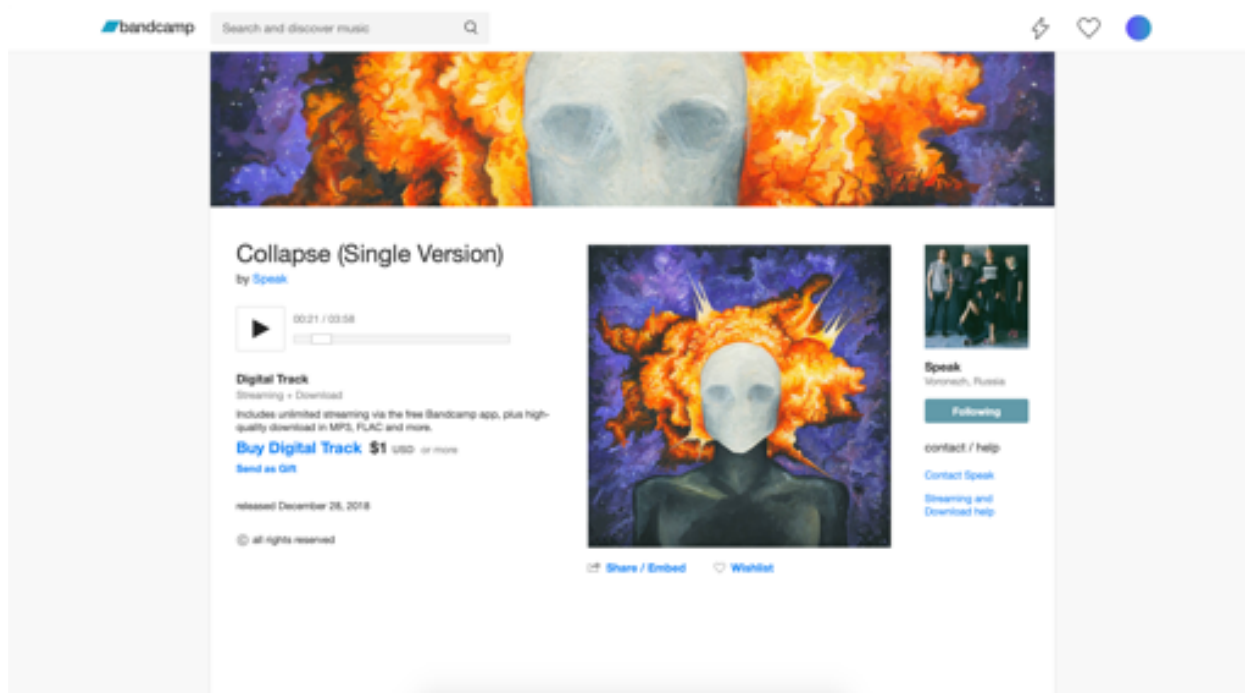 bandcamp
Search and discover music
Collapse (Single Version)
by Speak
00:21 / 03:58
Digital Track
Streaming + Download
Includes unlimited streaming via the free Bandcamp app, plus high-
quality download in MP3, FLAC and more.
Buy Digital Track $1 USD or more
Send as Gift
released December 28, 2018
© all rights reserved
Share / Embed
Wishlist
Speak
Voronezh, Russia
Following
contact / help
Contact Speak
Streaming and
Download help